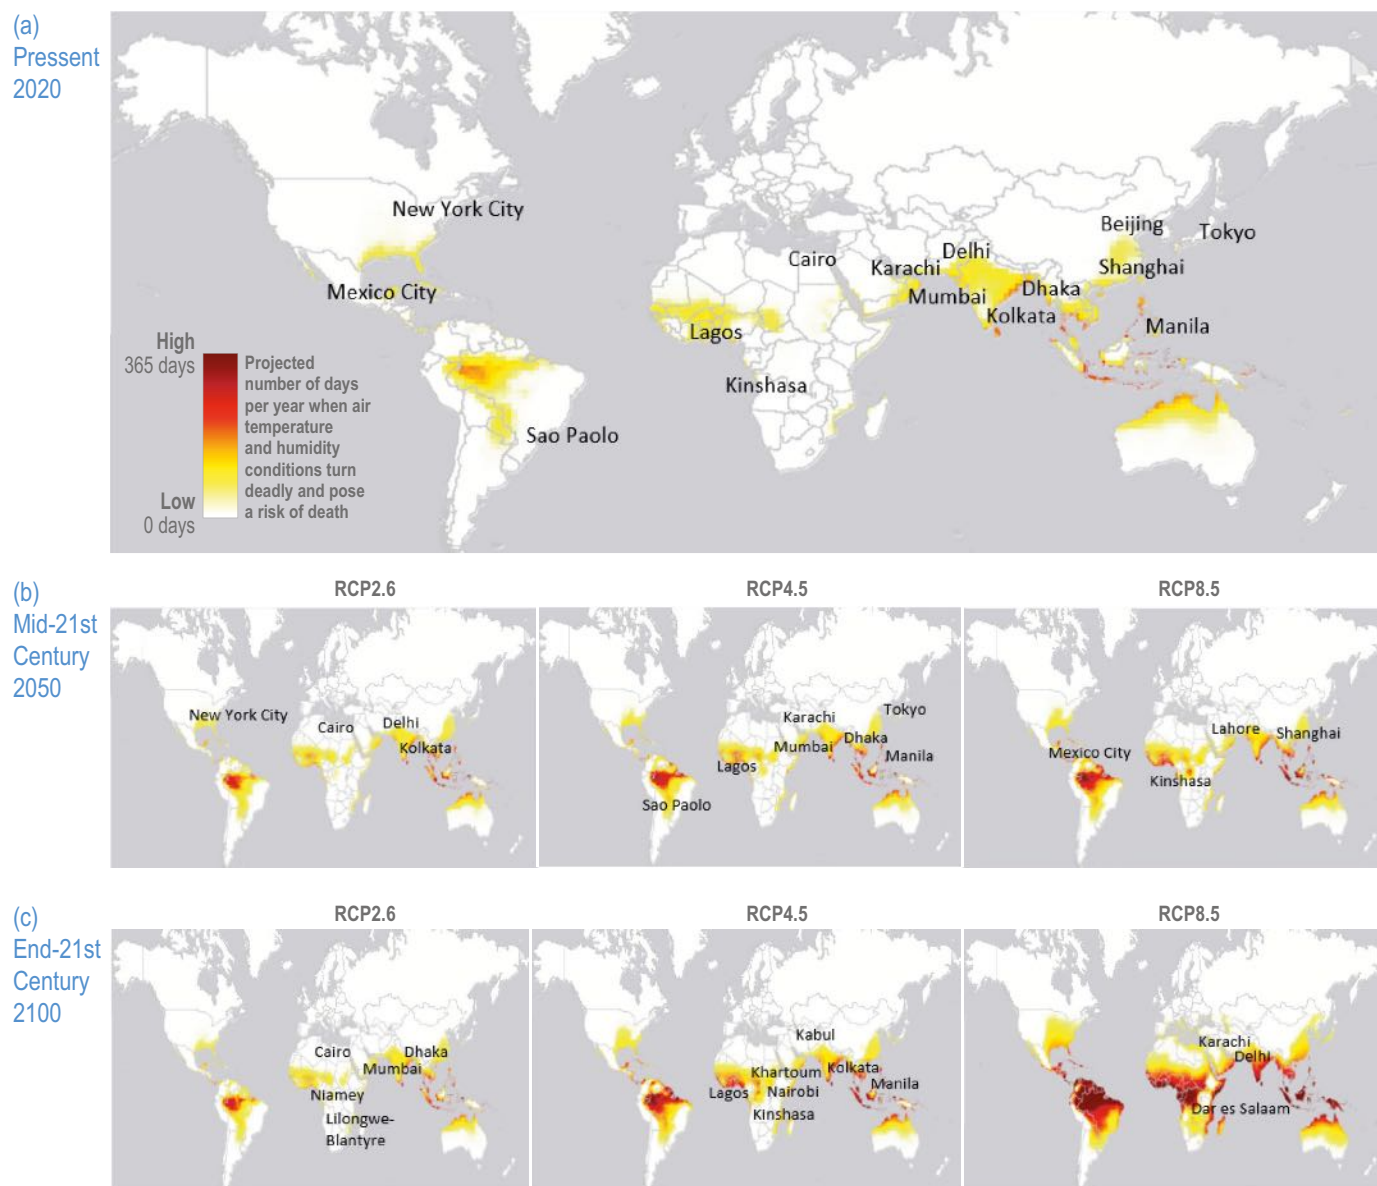 (a)
Pressent
2020
New York City
Mexico City
Sao Paolo
Lagos
Kinshasa
Cairo
Karachi
Delhi
Mumbai
Dhaka
Kolkata
Beijing
Shanghai
Tokyo
Manila
High
365 days
Low
0 days
Projected
number of days
per year when air
temperature
and humidity
conditions turn
deadly and pose
a risk of death
(b)
Mid-21st
Century
2050
RCP2.6
New York City
Cairo
Delhi
Kolkata
RCP4.5
Karachi
Tokyo
Mumbai
Dhaka
Manila
Lagos
Sao Paolo
RCP8.5
Lahore
Shanghai
Mexico City
Kinshasa
(c)
End-21st
Century
2100
RCP2.6
Cairo
Dhaka
Mumbai
Niamey
Lilongwe-
Blantyre
RCP4.5
Kabul
Khartoum
Kolkata
Lagos
Nairobi
Manila
Kinshasa
RCP8.5
Karachi
Delhi
Dar es Salaam